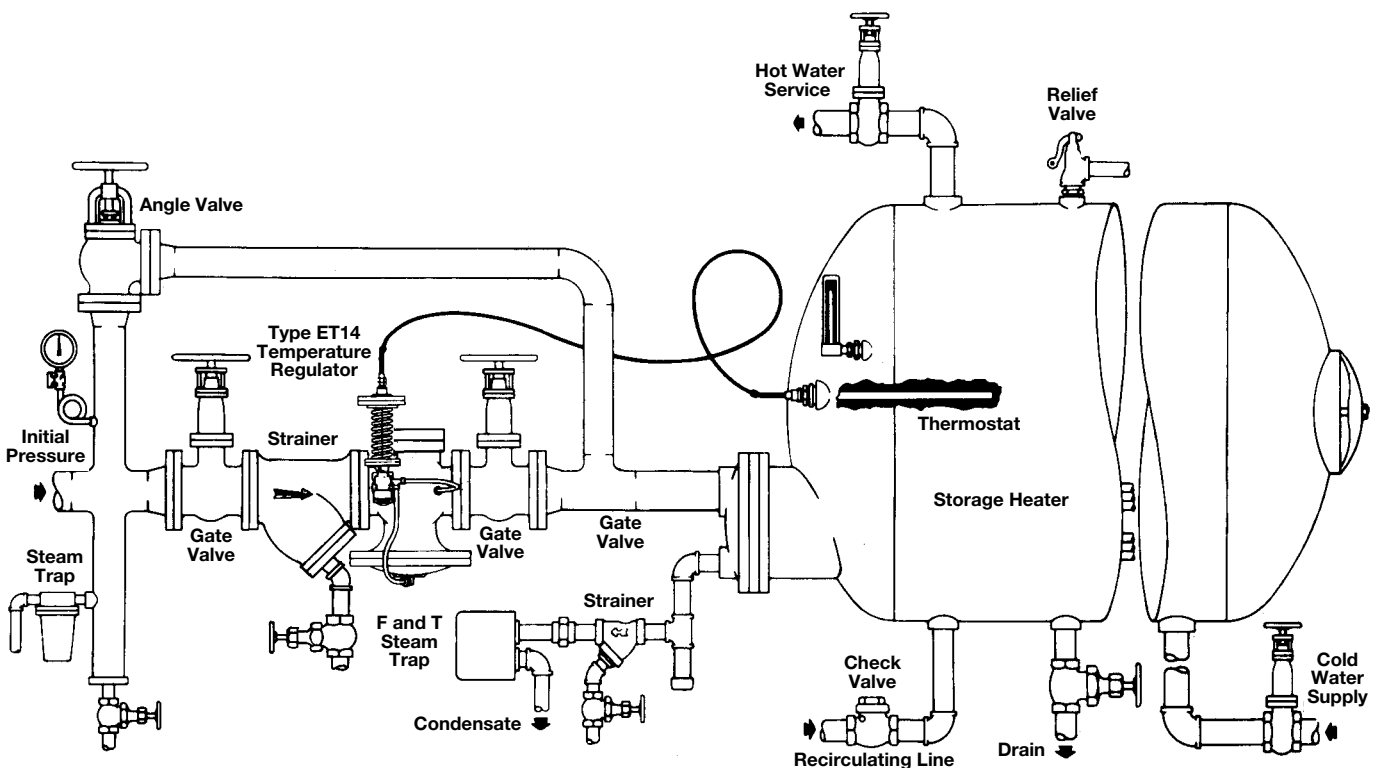 Hot Water
Service
Relief
Valve
Angle Valve
Type ET14
Temperature
Regulator
Initial
Pressure
Strainer
Thermostat
Storage Heater
Gate
Valve
Gate
Valve
Gate
Valve
Steam
Trap
F and T
Steam
Trap
Strainer
Condensate
Check
Valve
Recirculating Line
Drain
Cold
Water
Supply